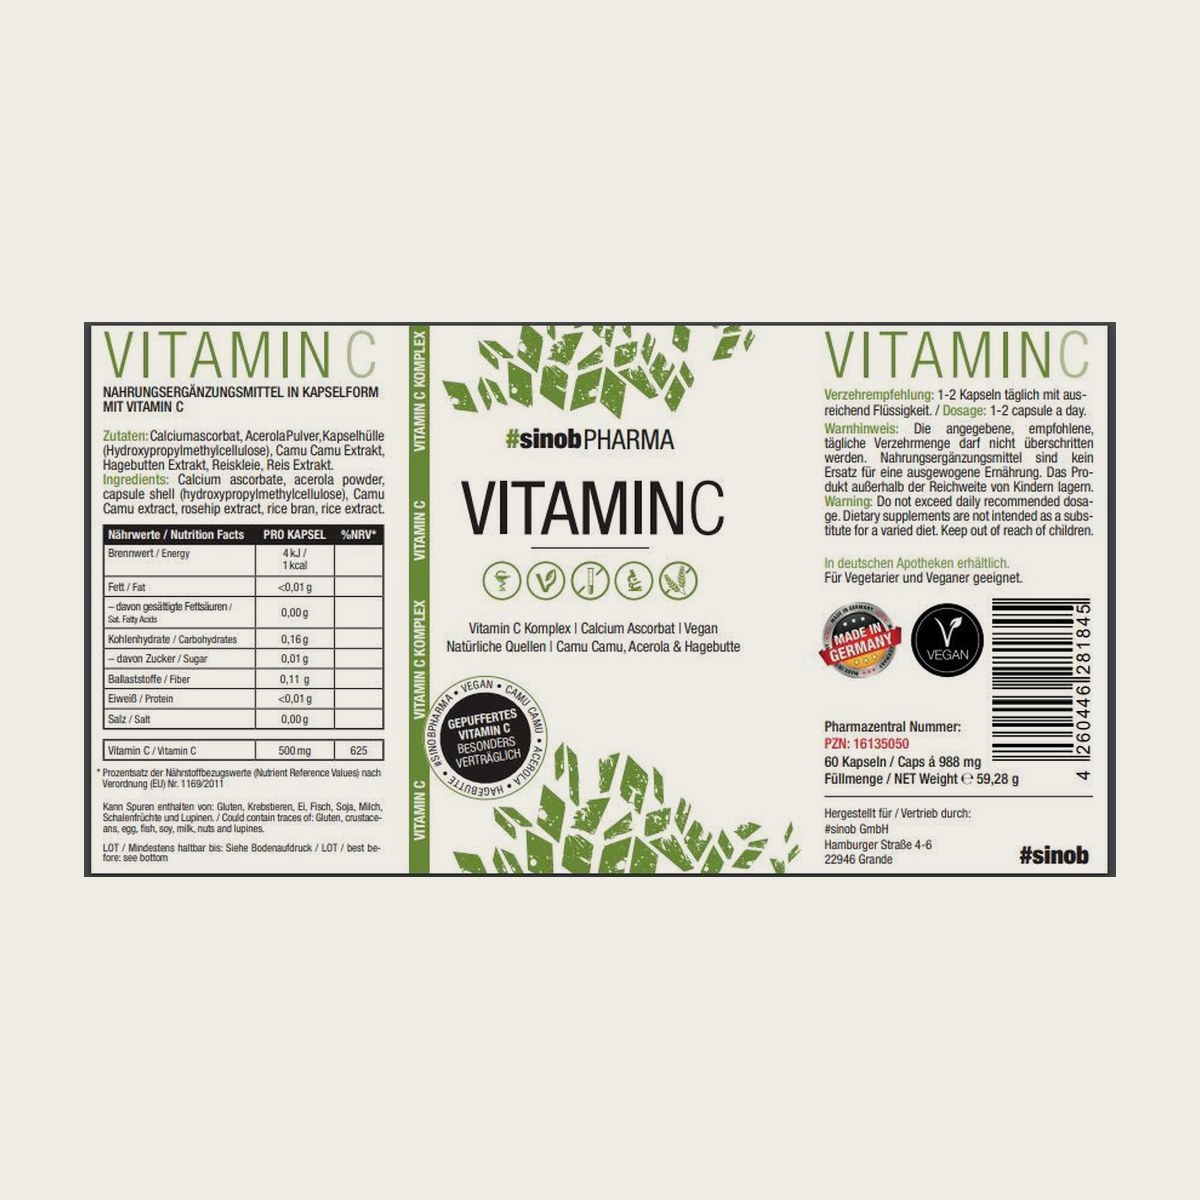 VITAMIN C
NAHRUNGSERGÄNZUNGSMITTEL IN KAPSELFORM
MIT VITAMIN C
Zutaten: Calciumascorbat, Acerola Pulver, Kapselhülle
(Hydroxypropylmethylcellulose), Camu Camu Extrakt,
Hagebutten Extrakt, Reiskleie, Reis Extrakt.
Ingredients: Calcium ascorbate, acerola powder,
capsule shell (hydroxypropylmethylcellulose), Camu
Camu extract, rosehip extract, rice bran, rice extract.
Nährwerte / Nutrition Facts PRO KAPSEL %NRV*
Brennwert / Energy 4 kJ /
1 kcal
Fett / Fat <0,01 g
– davon gesättigte Fettsäuren /
Sat. Fatty Acids 0,00 g
Kohlenhydrate / Carbohydrates 0,16 g
– davon Zucker / Sugar 0,01 g
Ballaststoffe / Fiber 0,11 g
Eiweiß / Protein <0,01 g
Salz / Salt 0,00 g
Vitamin C / Vitamin C 500 mg 625
* Prozentsatz der Nährstoffbezugswerte (Nutrient Reference Values) nach
Verordnung (EU) Nr. 1169/2011
Kann Spuren enthalten von: Gluten, Krebstieren, Ei, Fisch, Soja, Milch,
Schalenfrüchte und Lupinen. / Could contain traces of: Gluten, crustace-
ans, egg, fish, soy, milk, nuts and lupines.
LOT / Mindestens haltbar bis: Siehe Bodenaufdruck / LOT / best be-
fore: see bottom
VITAMIN C KOMPLEX
VITAMIN C
VITAMIN C KOMPLEX
VITAMIN C
#sinobPHARMA
VITAMINC
Vitamin C Komplex | Calcium Ascorbat | Vegan
Natürliche Quellen | Camu Camu, Acerola & Hagebutte
#SINOBPHARMA • VEGAN • CAMU CAMU • ACEROLA • HAGEBUTTE •
GEPUFFERTES
VITAMIN C
BESONDERS
VERTRÄGLICH
VITAMINC
Verzehrempfehlung: 1-2 Kapseln täglich mit aus-
reichend Flüssigkeit. / Dosage: 1-2 capsule a day.
Warnhinweis: Die angegebene, empfohlene,
tägliche Verzehrmenge darf nicht überschritten
werden. Nahrungsergänzungsmittel sind kein
Ersatz für eine ausgewogene Ernährung. Das Pro-
dukt außerhalb der Reichweite von Kindern lagern.
Warning: Do not exceed daily recommended dosa-
ge. Dietary supplements are not intended as a subs-
titute for a varied diet. Keep out of reach of children.
In deutschen Apotheken erhältlich.
Für Vegetarier und Veganer geeignet.
MADE IN GERMANY
MADE IN
GERMANY
MADE IN GERMANY
VEGAN
4 260446 281845
Pharmazentral Nummer:
PZN: 16135050
60 Kapseln / Caps á 988 mg
Füllmenge / NET Weight ℮ 59,28 g
Hergestellt für / Vertrieb durch:
#sinob GmbH
Hamburger Straße 4-6
22946 Grande
#sinob